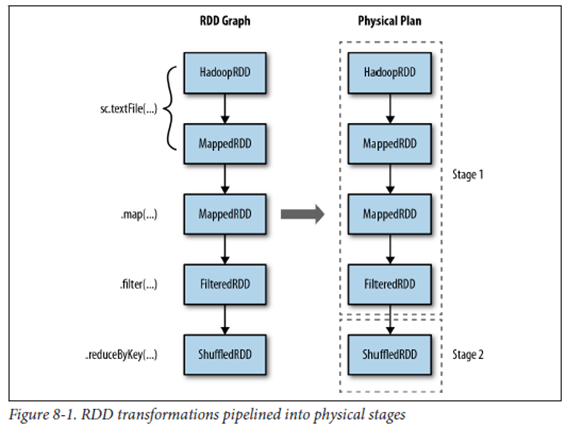 RDD Graph
Physical Plan
sc.textFile(...)
HadoopRDD
MappedRDD
.map(...)
MappedRDD
.filter(...)
FilteredRDD
.reduceByKey(...)
ShuffledRDD
HadoopRDD
MappedRDD
MappedRDD
FilteredRDD
Stage 1
ShuffledRDD
Stage 2
Figure 8-1. RDD transformations pipelined into physical stages